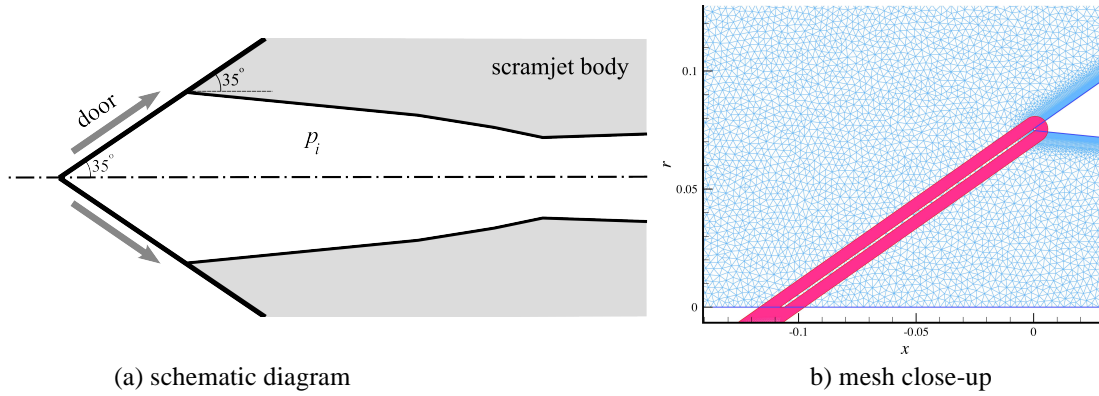 scramjet body
35°
door
p_i
35°
(a) schematic diagram
0.1
r
0.05
0
-0.1
-0.05
0
x
b) mesh close-up